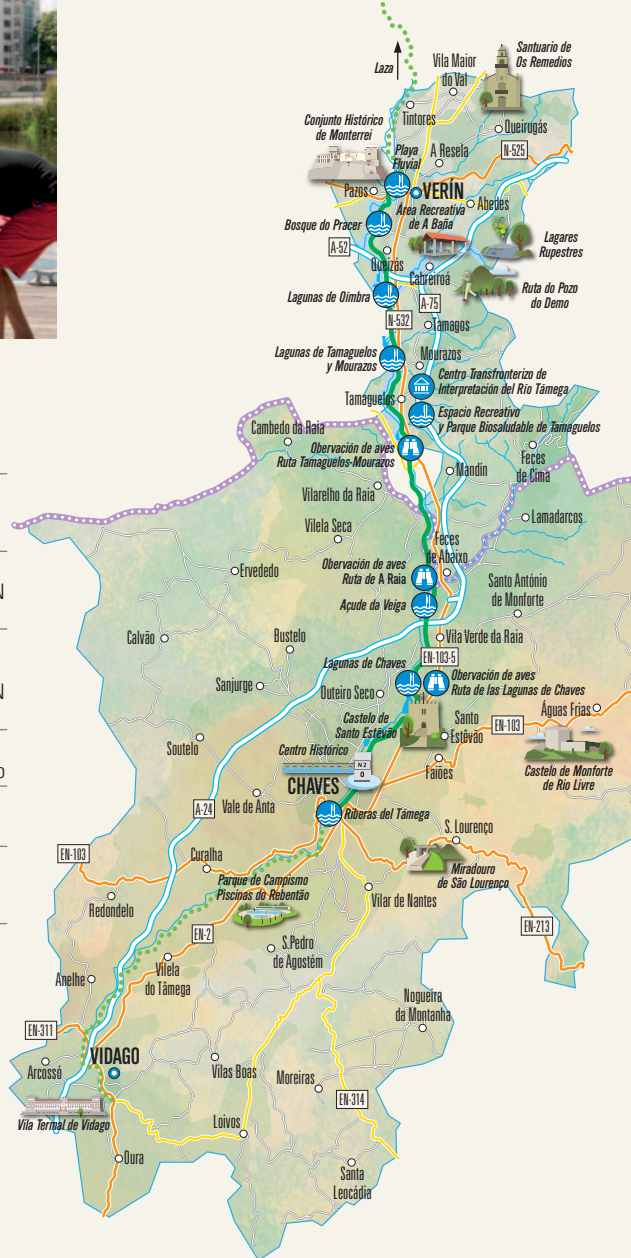 Laza
Vila Maior
do Val
Santuario de
Os Remedios
Tintores
Queirugás
Conjunto Histórico
de Monterrei
Playa
Fluvial
A Resela
N-525
Pazos
VERÍN
Abedes
Área Recreativa
de A Baña
Bosque do Pracer
A-52
Queizás
Lagares
Rupestres
Cabreiroá
Ruta do Pozo
do Demo
Lagunas de Oímbra
A-75
N-532
Tamagos
Lagunas de Tamaguelos
y Mourazos
Mourazos
Centro Transfronterizo de
Interpretación del Río Támega
Tamaguelos
Espacio Recreativo
y Parque Biosaludable de Tamaguelos
Cambedo da Raia
Obervación de aves
Ruta Tamaguelos-Mourazos
Feces
de Cima
Mandín
Vilarelho da Raia
Lamadarcos
Vilela Seca
Feces
de Abaixo
Ervededo
Obervación de aves
Ruta de A Raia
Santo António
de Monforte
Açude da Veiga
Calvão
Bustelo
Vila Verde da Raia
EN-103-5
Lagunas de Chaves
Obervación de aves
Ruta de las Lagunas de Chaves
Sanjurge
Outeiro Seco
Águas Frias
Castelo de
Santo Estêvão
Santo
Estêvão
EN-103
Soutelo
Centro Histórico
N2
0
Faiões
Castelo de Monforte
de Rio Livre
CHAVES
A-24
Vale de Anta
Riberas del Támega
S. Lourenço
EN-103
Curalha
Miradouro
de São Lourenço
Parque de Campismo
Piscinas do Rebentão
Vilar de Nantes
Redondelo
EN-2
EN-213
S.Pedro
de Agostém
Vilela
do Tâmega
Anelhe
Nogueira
da Montanha
EN-311
VIDAGO
Arcossó
Vilas Boas
Moreiras
EN-314
Vila Termal de Vidago
Loivos
Oura
Santa
Leocádia